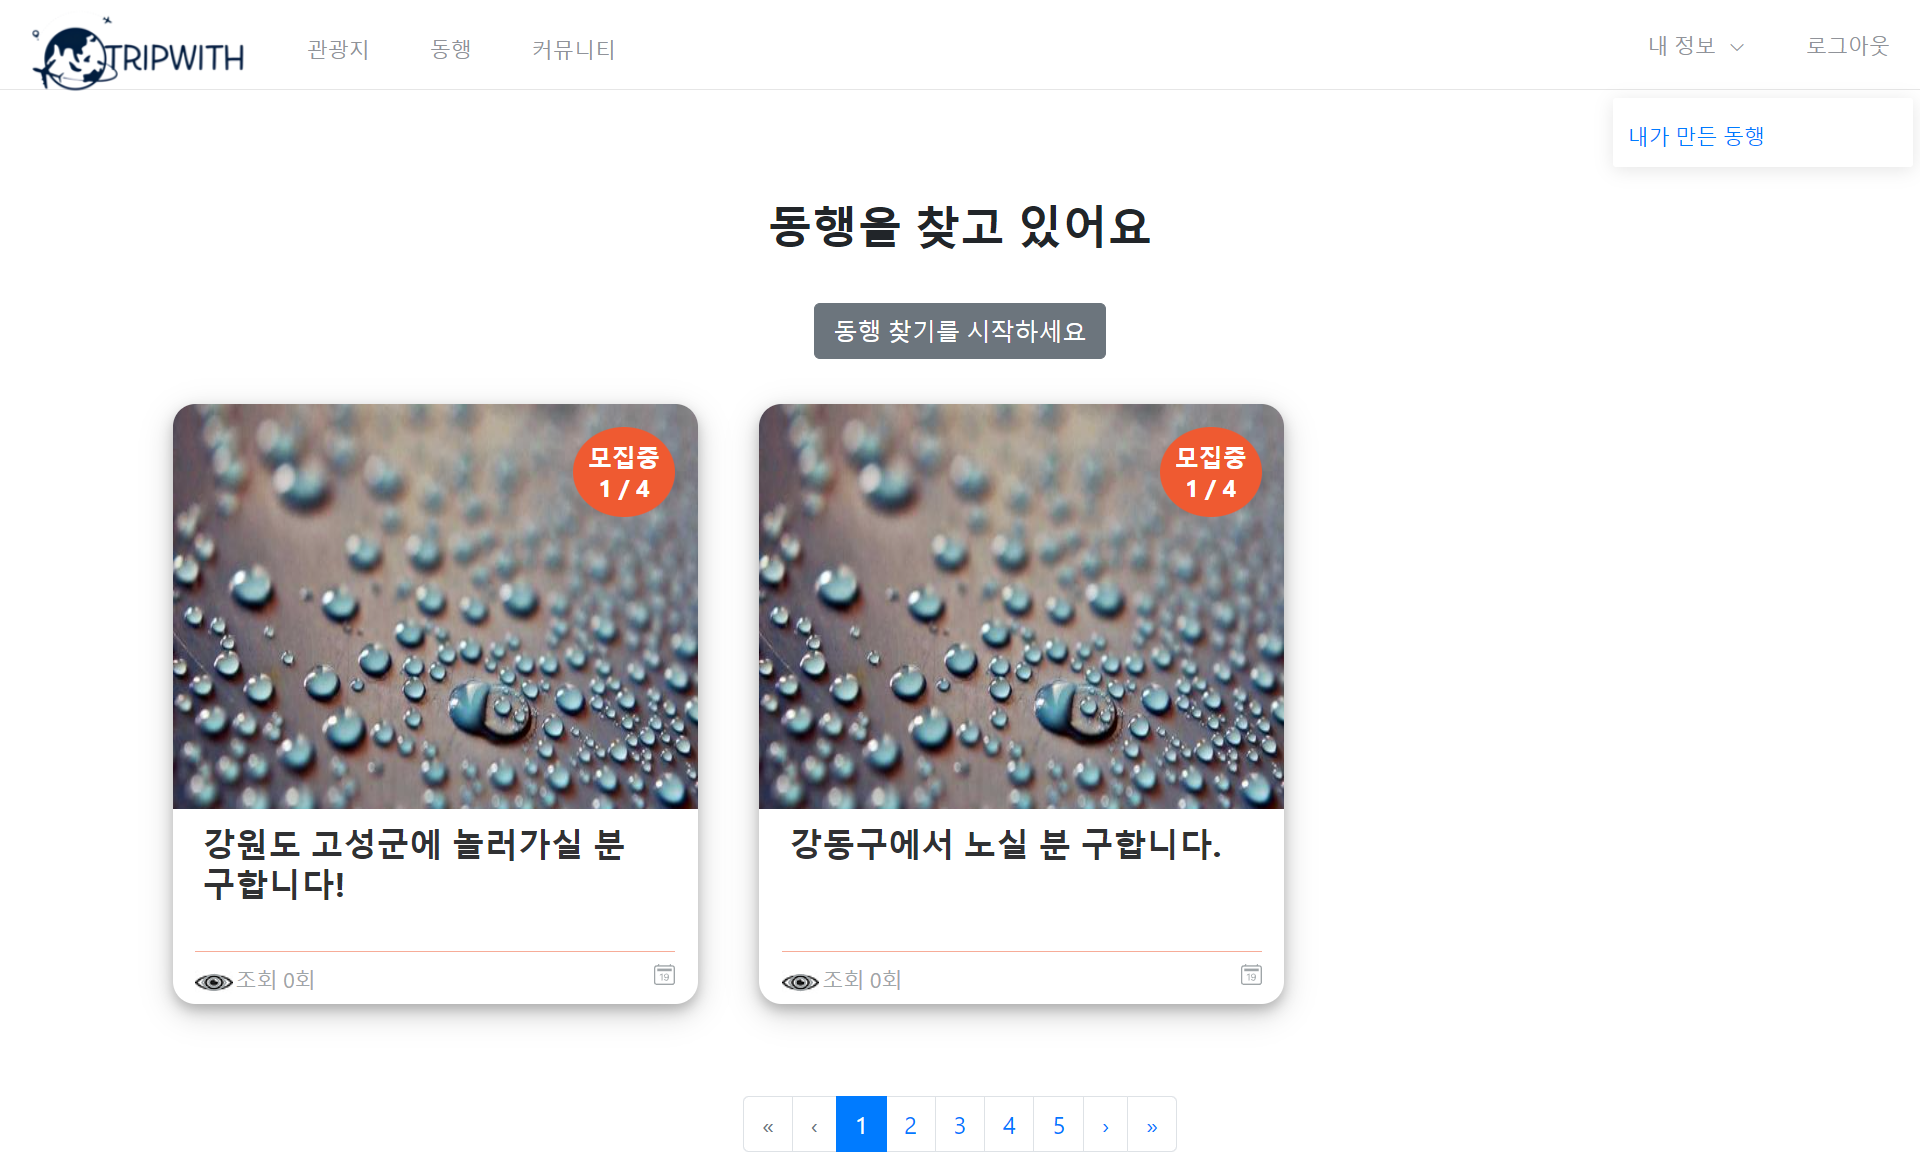 TRIPWITH
관광지
동행
커뮤니티
내 정보
로그아웃
내가 만든 동행
동행을 찾고 있어요
동행 찾기를 시작하세요
모집중
1 / 4
모집중
1 / 4
강원도 고성군에 놀러가실 분
구합니다!
강동구에서 노실 분 구합니다.
조회 0회
19
조회 0회
19
« ‹ 1 2 3 4 5 › »